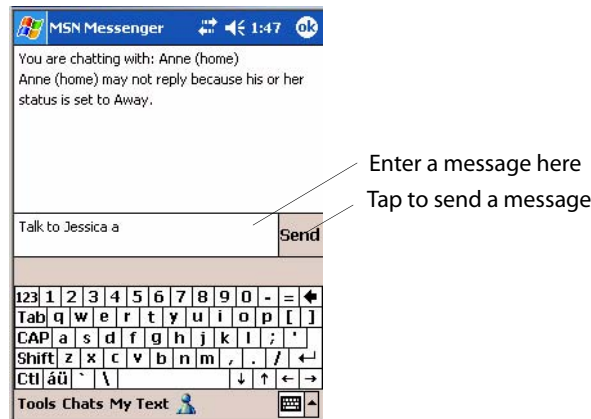 MSN Messenger 1:47 ok
You are chatting with: Anne (home)
Anne (home) may not reply because his or her
status is set to Away.
Enter a message here
Tap to send a message
Talk to Jessica a
Send
123 1 2 3 4 5 6 7 8 9 0 - =
Tab q w e r t y u i o p [ ]
CAP a s d f g h j k l ; '
Shift z x c v b n m , . /
Ctl áü ` \ ↓ ↑ ← →
Tools Chats My Text